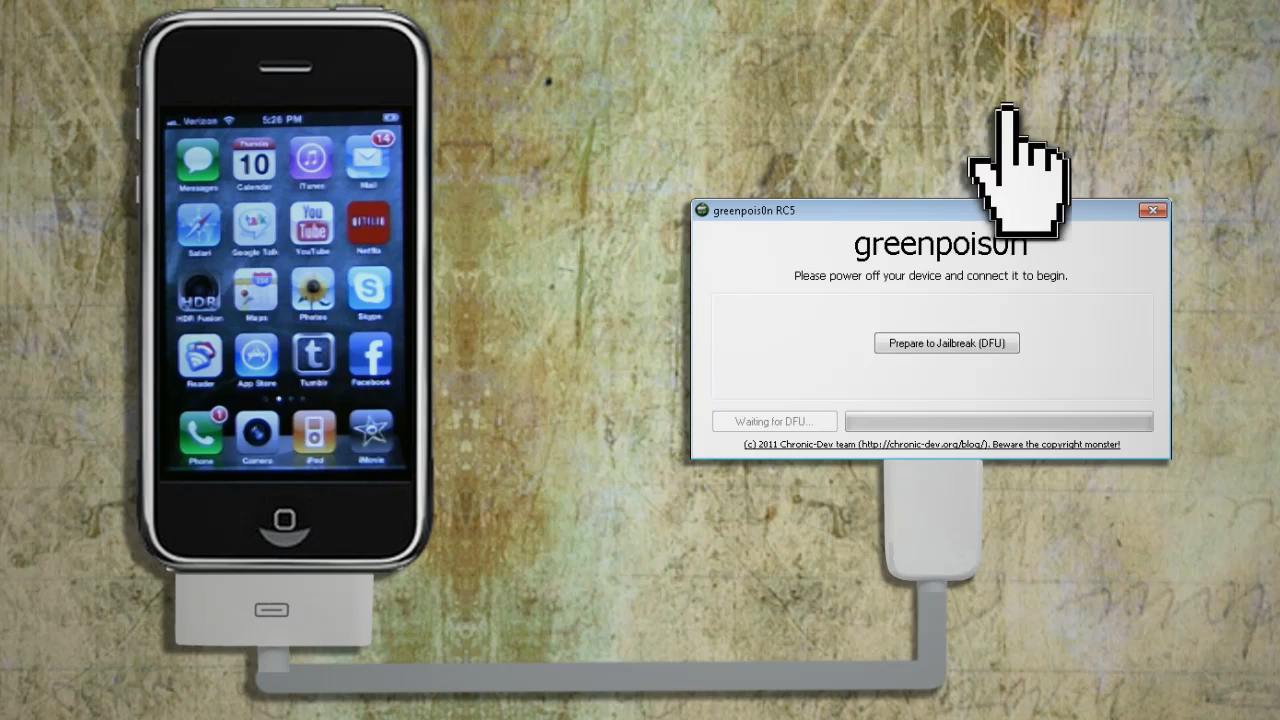 Verizon 5:26 PM
14
Thursday
10
Messages Calendar iTunes Mail
talk You Tube NETFLIX
Safari Google Talk YouTube Netflix
HDR
HDR Fusion Maps Photos Skype
t f
Reader App Store Tumblr Facebook
1
Phone Camera iPod iMovie
greenpois0n RC5
greenpois0n
Please power off your device and connect it to begin.
Prepare to Jailbreak (DFU)
Waiting for DFU...
(c) 2011 Chronic-Dev team (http://chronic-dev.org/blog/). Beware the copyright monster!